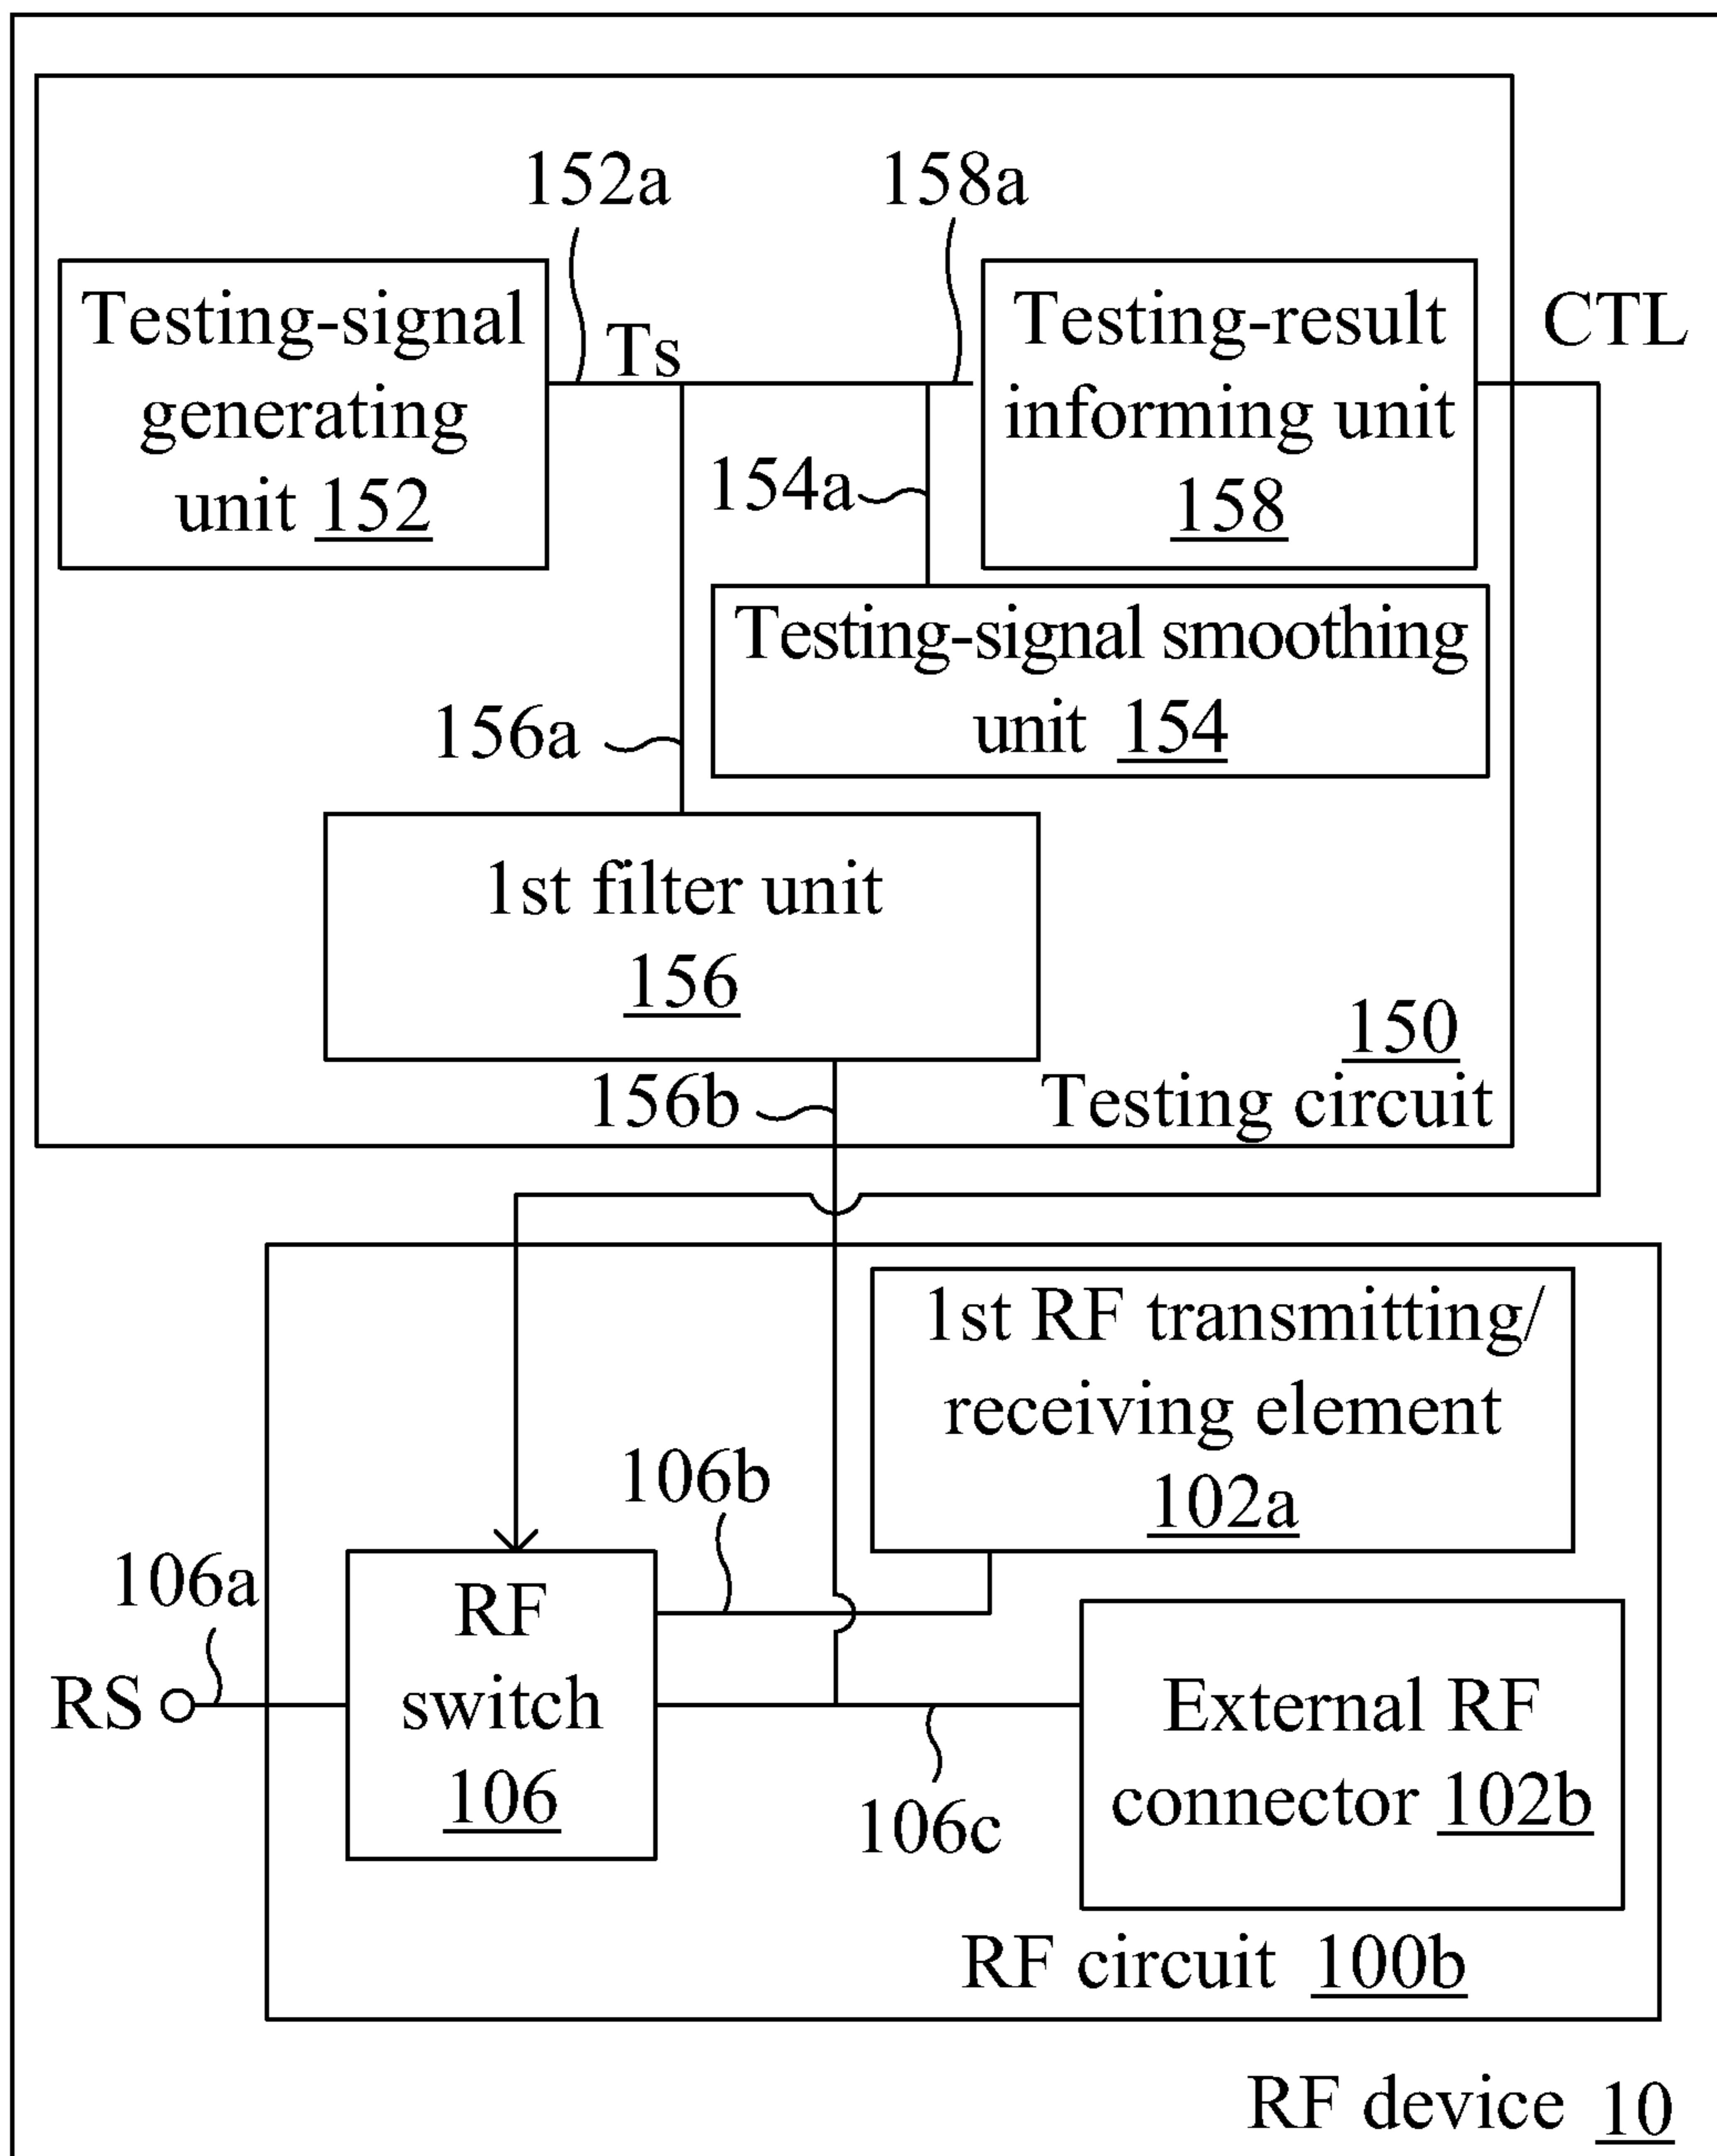 152a
158a
Testing-signal
generating
unit 152
Ts
Testing-result
informing unit
158
CTL
154a
Testing-signal smoothing
unit 154
156a
1st filter unit
156
150
Testing circuit
156b
1st RF transmitting/
receiving element
102a
106b
106a
RF
switch
106
RS
External RF
connector 102b
106c
RF circuit 100b
RF device 10